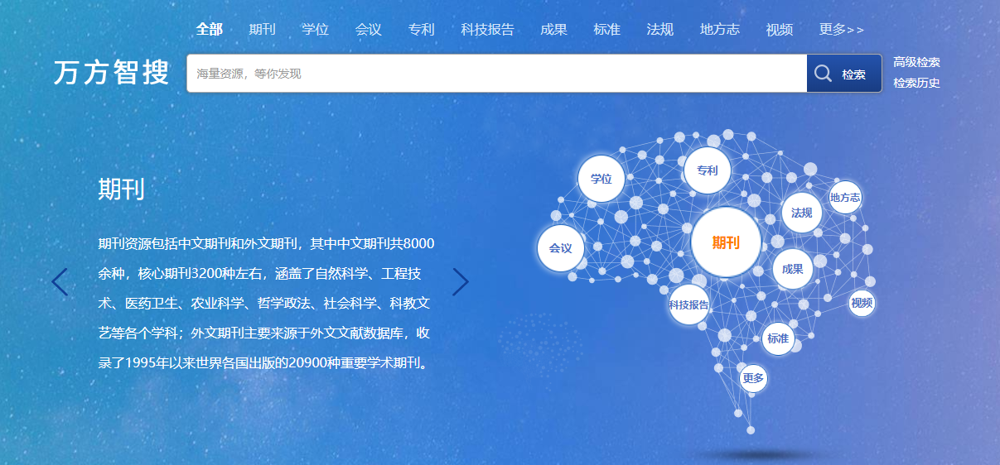 全部 期刊 学位 会议 专利 科技报告 成果 标准 法规 地方志 视频 更多>>
万方智搜 海量资源，等你发现 检索 高级检索
检索历史
期刊
期刊资源包括中文期刊和外文期刊，其中中文期刊共8000
余种，核心期刊3200种左右，涵盖了自然科学、工程技
术、医药卫生、农业科学、哲学政法、社会科学、科教文
艺等各个学科；外文期刊主要来源于外文文献数据库，收
录了1995年以来世界各国出版的20900种重要学术期刊。
专利
学位
地方志
法规
期刊
会议
成果
视频
科技报告
标准
更多